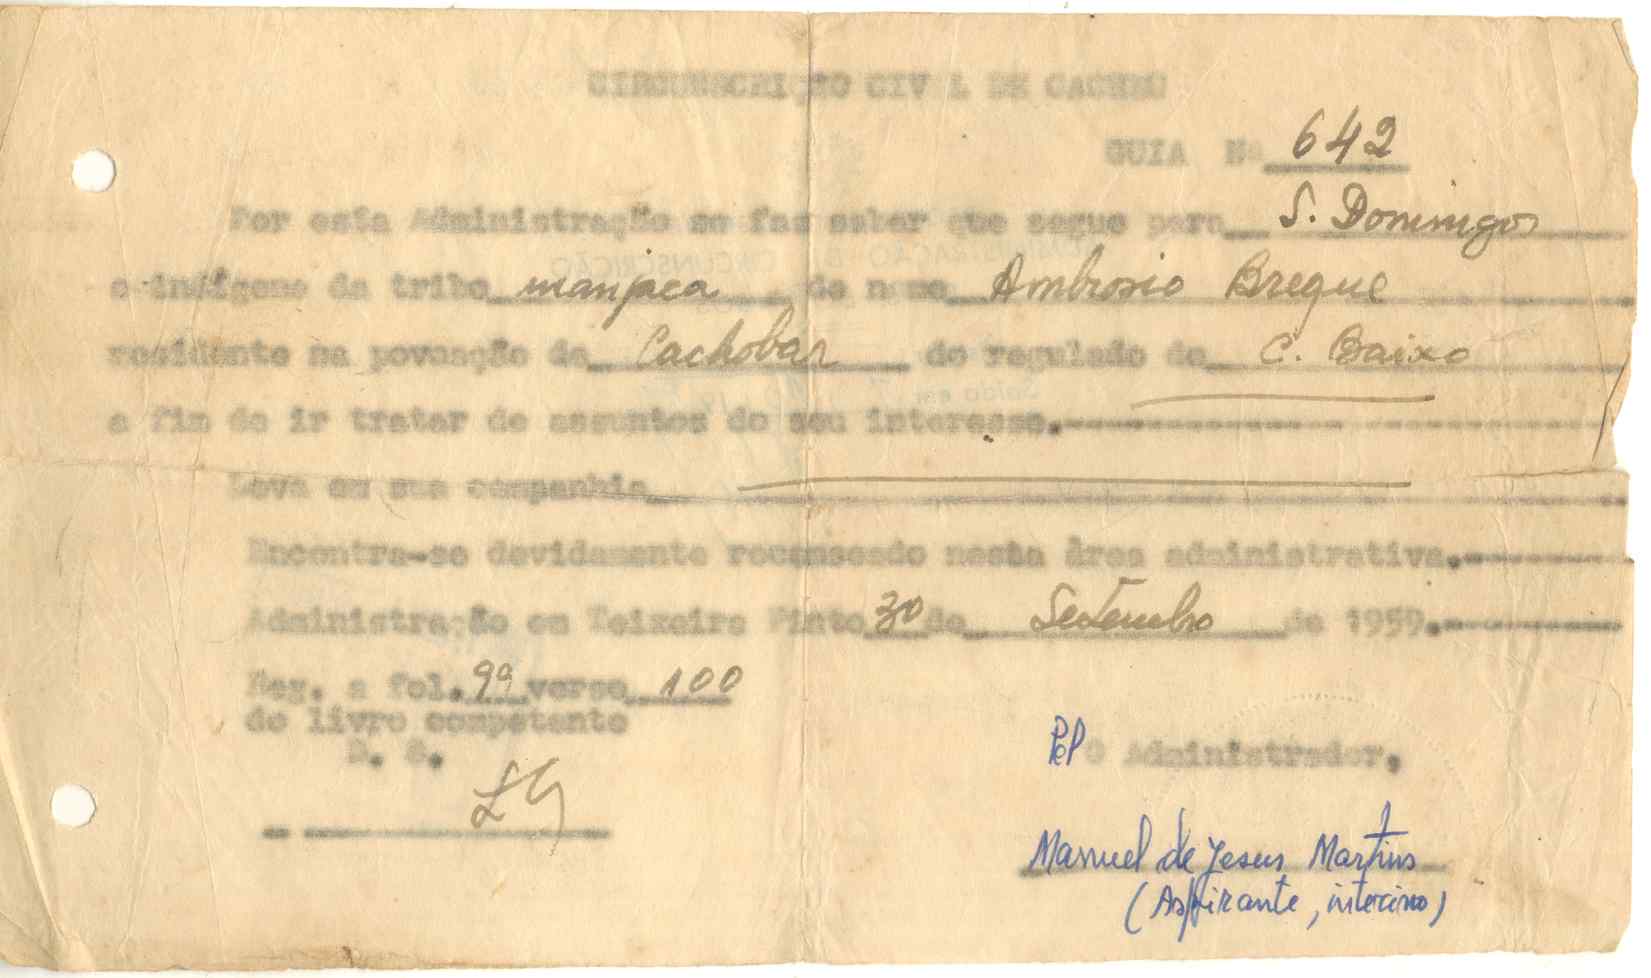 CIRCUNSCRIÇÃO CIVIL DE CACHEU
GUIA Nº 642
Por esta Administração se faz saber que segue para S. Domingos
o indígena da tribo manjaca de nome Ambrosio Breque
residente na povoação de Cachobar do regulado de C. Baixo
a fim de ir tratar de assuntos do seu interesse.
Leva em sua companhia
Encontra-se devidamente recenseado nesta área administrativa.
Administração em Teixeira Pinto 30 de Setembro de 1959.
Reg. a fol. 99 verso 100
do livro competente
Pel O Administrador,
Manuel de Jesus Martins
(Aspirante, interino)